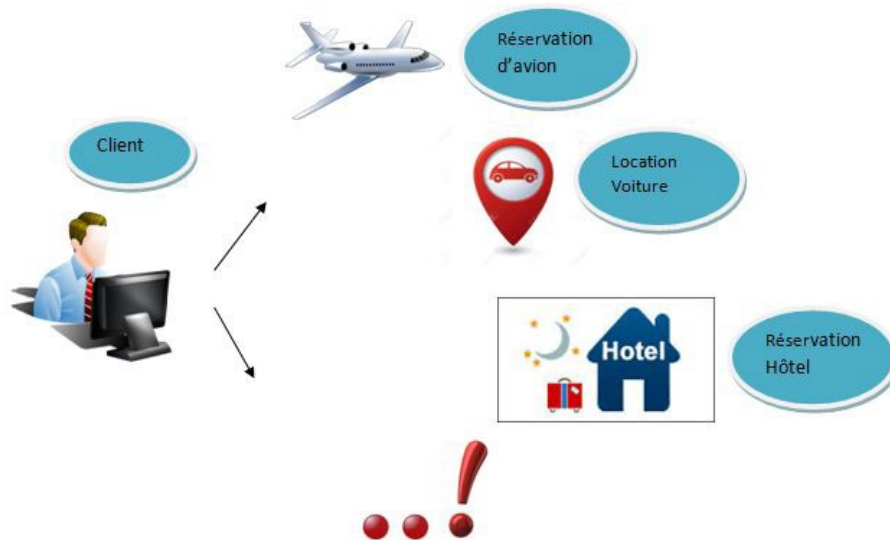 Réservation
d’avion
Client
Location
Voiture
Hotel
Réservation
Hôtel